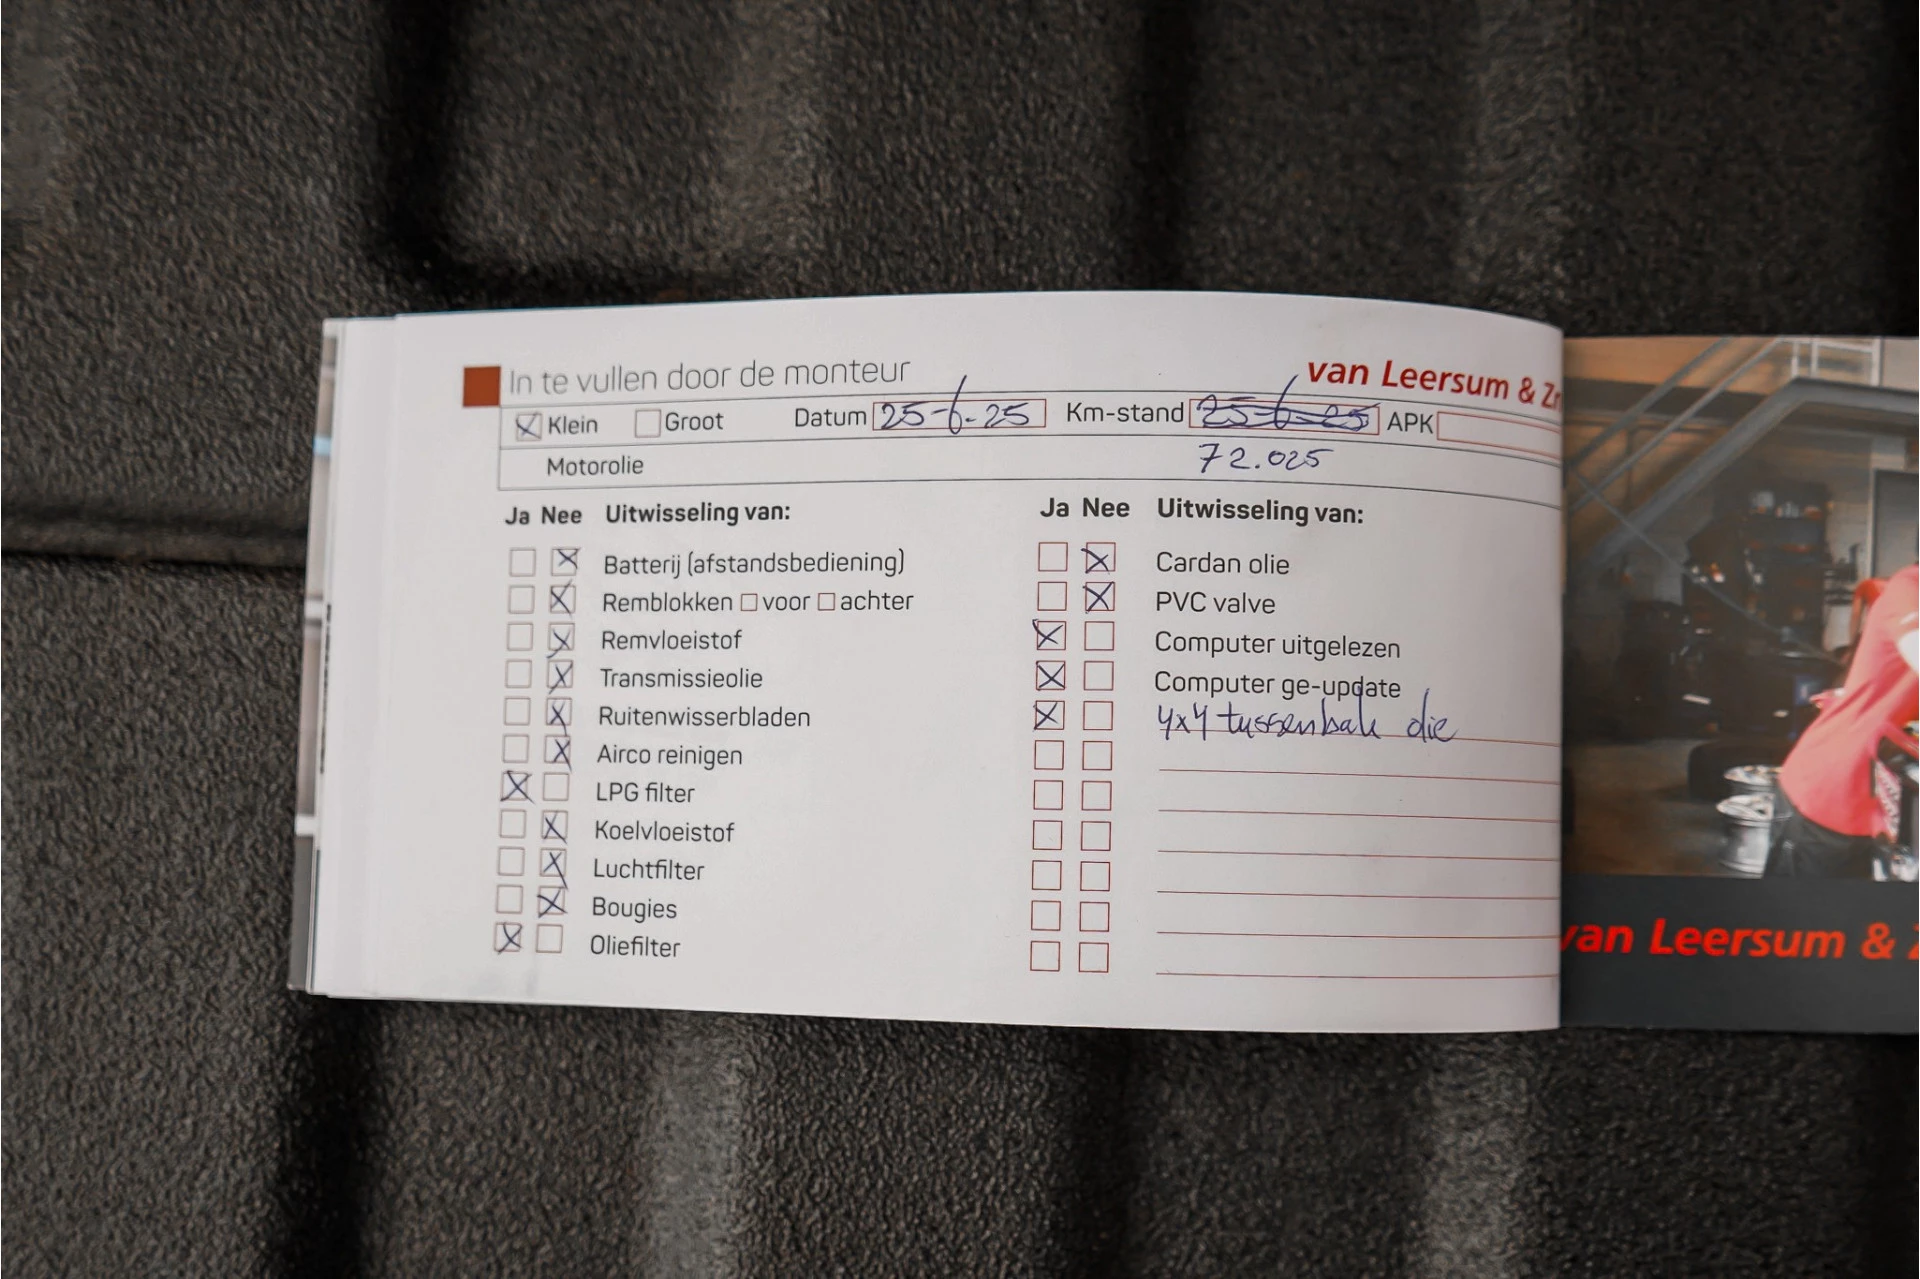 In te vullen door de monteur
van Leersum & Zn
Klein Groot Datum 25-6-25 Km-stand 25-6-25 APK
Motorolie 72.025
Ja Nee Uitwisseling van:
Batterij (afstandsbediening)
Remblokken voor achter
Remvloeistof
Transmissieolie
Ruitenwisserbladen
Airco reinigen
LPG filter
Koelvloeistof
Luchtfilter
Bougies
Oliefilter
Ja Nee Uitwisseling van:
Cardan olie
PVC valve
Computer uitgelezen
Computer ge-update
4x4 tussenbak olie
van Leersum &